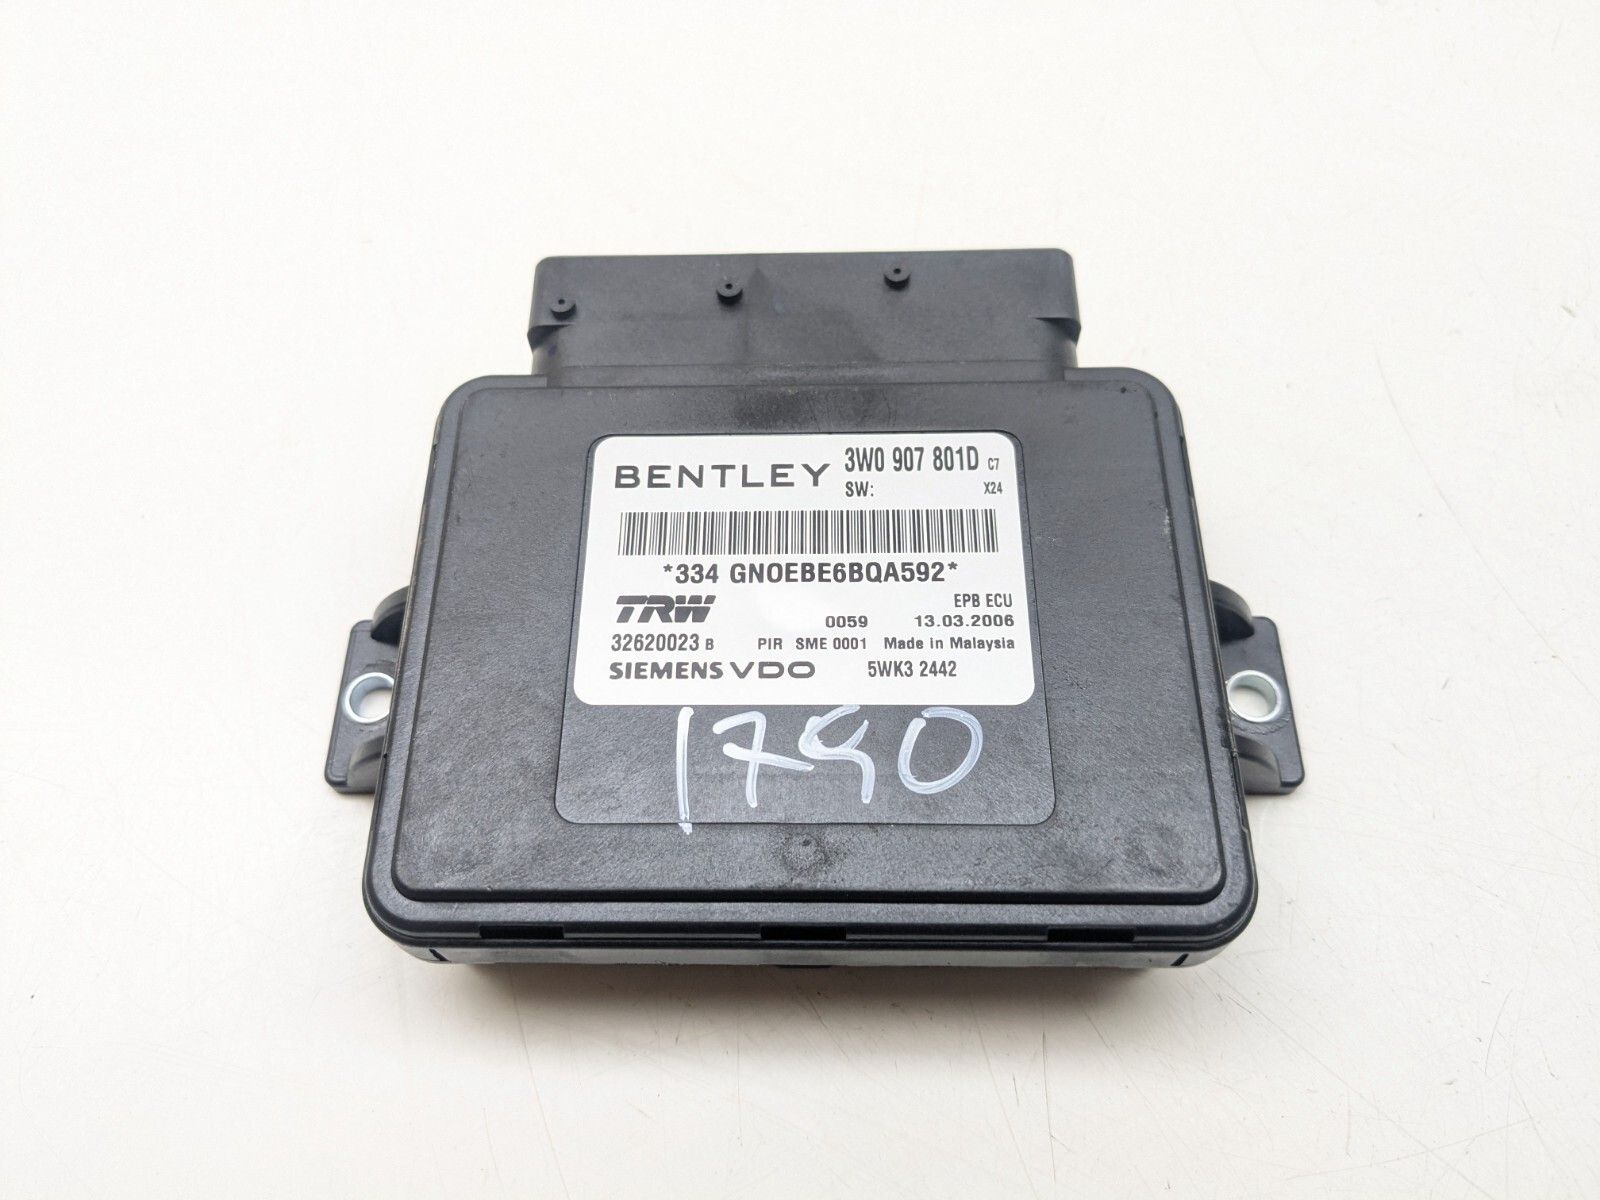 BENTLEY 3W0 907 801D C7
SW: X24
*334 GNOEBE6BQA592*
TRW EPB ECU
0059 13.03.2006
32620023 B PIR SME 0001 Made in Malaysia
SIEMENS VDO 5WK3 2442
1790